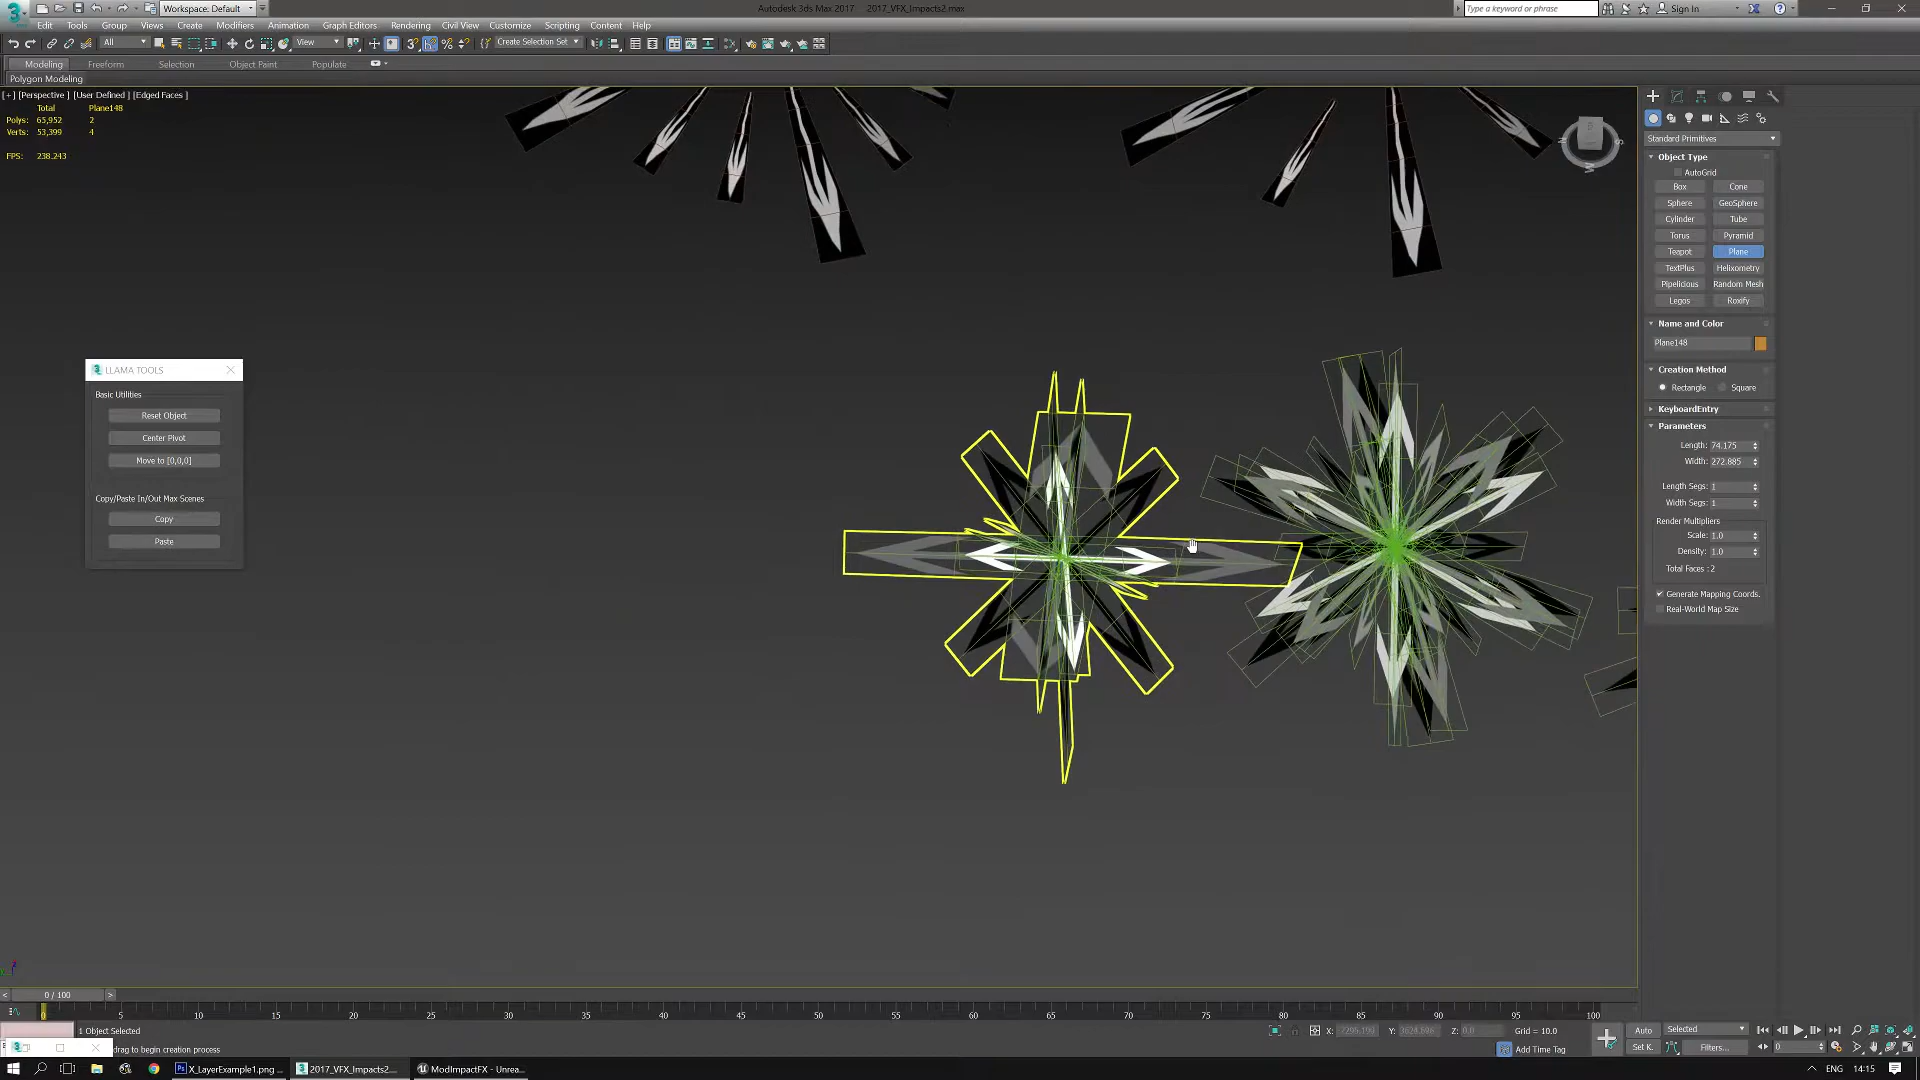 Workspace: Default
Autodesk 3ds Max 2017 2017_VFX_Impacts2.max
Type a keyword or phrase
Sign In
Edit Tools Group Views Create Modifiers Animation Graph Editors Rendering Civil View Customize Scripting Content Help
All
View
Create Selection Set
Modeling Freeform Selection Object Paint Populate
Polygon Modeling
[+] [Perspective] [User Defined] [Edged Faces]
Total Plane148
Polys: 65,952 2
Verts: 53,399 4
FPS: 238.243
LLAMA TOOLS
Basic Utilities
Reset Object
Center Pivot
Move to [0,0,0]
Copy/Paste In/Out Max Scenes
Copy
Paste
Standard Primitives
Object Type
AutoGrid
Box Cone
Sphere GeoSphere
Cylinder Tube
Torus Pyramid
Teapot Plane
TextPlus Helixometry
Pipelicious Random Mesh
Legos Roxify
Name and Color
Plane148
Creation Method
Rectangle Square
KeyboardEntry
Parameters
Length: 74.175
Width: 272.885
Length Segs: 1
Width Segs: 1
Render Multipliers
Scale: 1.0
Density: 1.0
Total Faces :2
Generate Mapping Coords.
Real-World Map Size
0 / 100
0 5 10 15 20 25 30 35 40 45 50 55 60 65 70 75 80 85 90 95 100
1 Object Selected
X: Y: Z: 0.0 Grid = 10.0
Auto Selected
drag to begin creation process
Add Time Tag
Set K. Filters... 0
X_LayerExample1.png ... 2017_VFX_Impacts2.... ModImpactFX - Unrea...
ENG 14:15